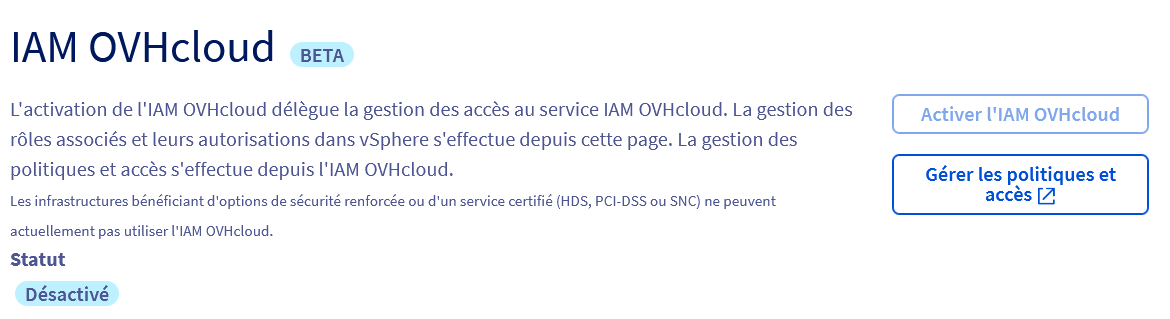 IAM OVHcloud BETA
L'activation de l'IAM OVHcloud délègue la gestion des accès au service IAM OVHcloud. La gestion des
rôles associés et leurs autorisations dans vSphere s'effectue depuis cette page. La gestion des
politiques et accès s'effectue depuis l'IAM OVHcloud.
Les infrastructures bénéficiant d'options de sécurité renforcée ou d'un service certifié (HDS, PCI-DSS ou SNC) ne peuvent
actuellement pas utiliser l'IAM OVHcloud.
Statut
Désactivé
Activer l'IAM OVHcloud
Gérer les politiques et
accès